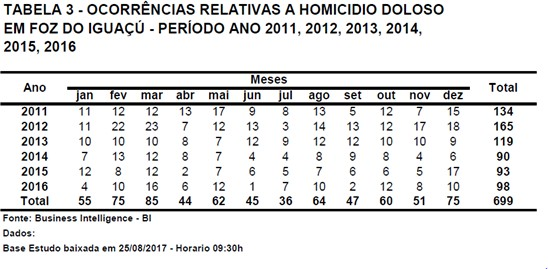 TABELA 3 - OCORRÊNCIAS RELATIVAS A HOMICIDIO DOLOSO
EM FOZ DO IGUAÇÚ - PERÍODO ANO 2011, 2012, 2013, 2014,
2015, 2016
Ano Meses Total
jan fev mar abr mai jun jul ago set out nov dez
2011 11 12 12 13 17 9 8 13 5 12 7 15 134
2012 11 22 23 7 12 13 3 14 13 12 17 18 165
2013 10 10 10 8 7 12 9 12 12 10 10 9 119
2014 7 13 12 8 7 4 4 8 9 8 4 6 90
2015 12 8 12 2 7 6 5 7 6 6 5 17 93
2016 4 10 16 6 12 1 7 10 2 12 8 10 98
Total 55 75 85 44 62 45 36 64 47 60 51 75 699
Fonte: Business Intelligence - BI
Dados:
Base Estudo baixada em 25/08/2017 - Horario 09:30h